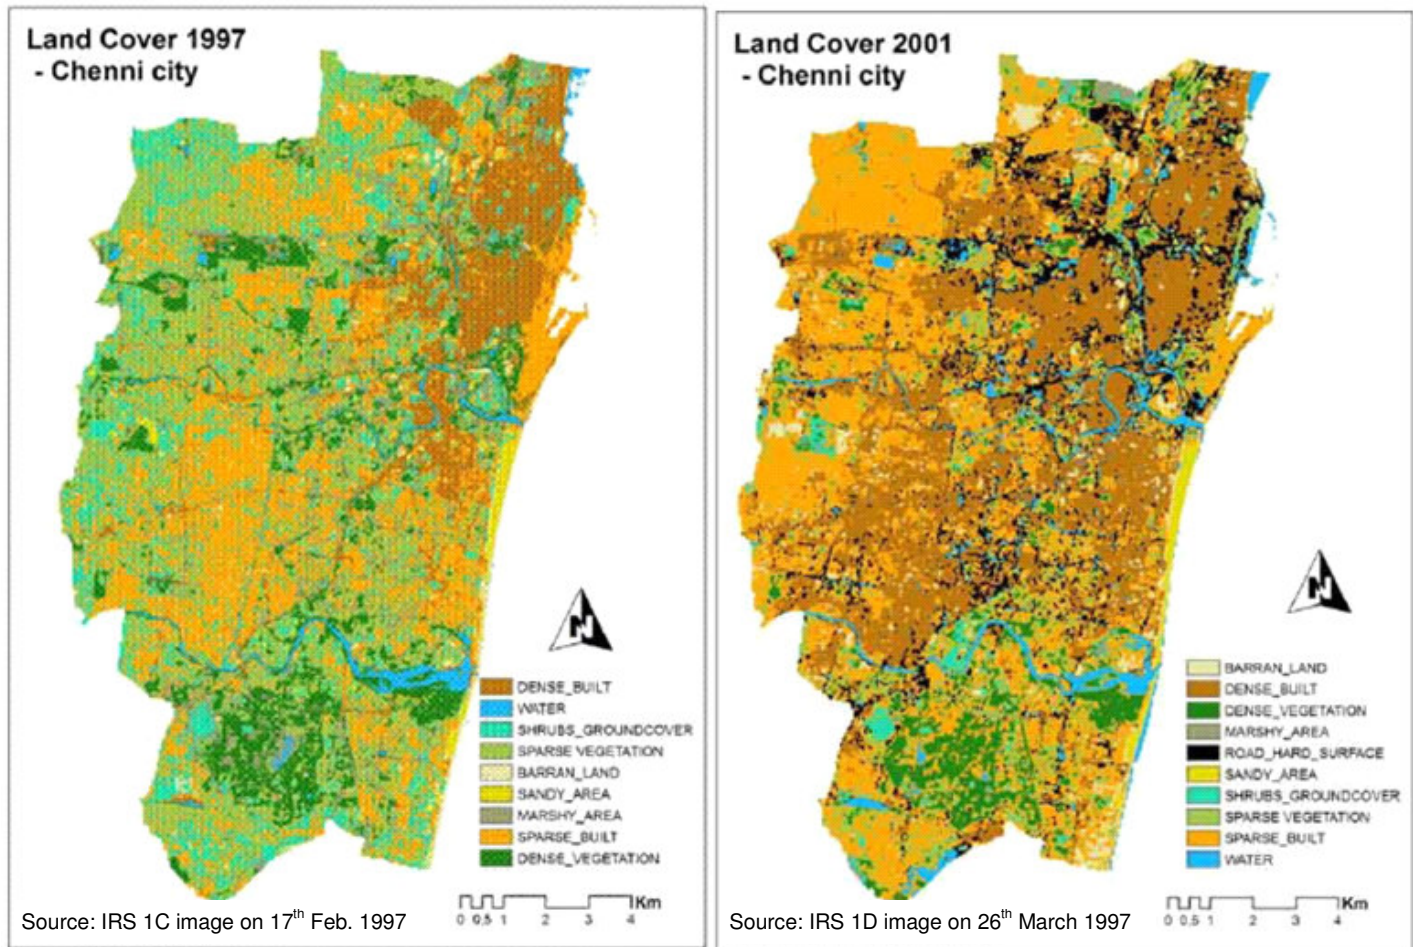 Land Cover 1997
- Chenni city
N
DENSE_BUILT
WATER
SHRUBS_GROUNDCOVER
SPARSE VEGETATION
BARRAN_LAND
SANDY_AREA
MARSHY_AREA
SPARSE_BUILT
DENSE_VEGETATION
Km
0 0.5 1 2 3 4
Source: IRS 1C image on 17th Feb. 1997
Land Cover 2001
- Chenni city
N
BARRAN_LAND
DENSE_BUILT
DENSE_VEGETATION
MARSHY_AREA
ROAD_HARD_SURFACE
SANDY_AREA
SHRUBS_GROUNDCOVER
SPARSE VEGETATION
SPARSE_BUILT
WATER
Km
0 0.5 1 2 3 4
Source: IRS 1D image on 26th March 1997